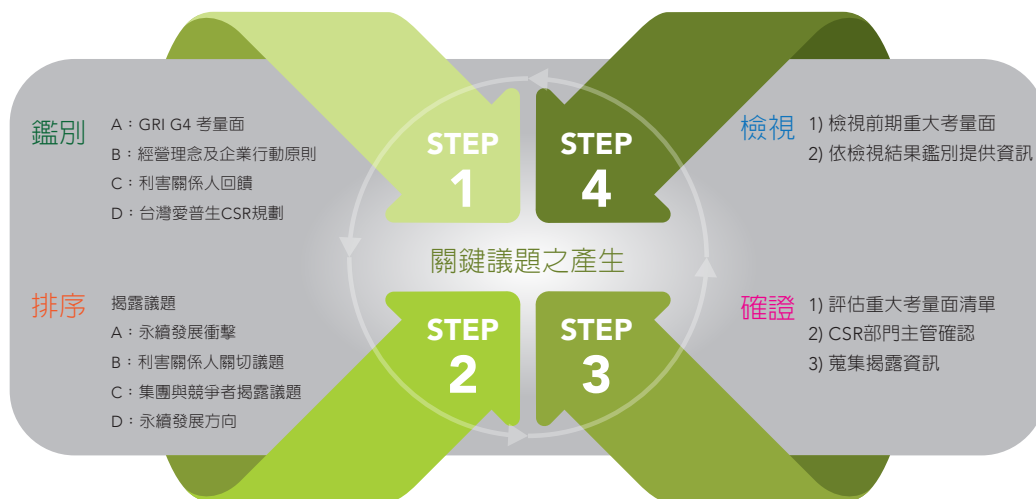 鑑別
A：GRI G4 考量面
B：經營理念及企業行動原則
C：利害關係人回饋
D：台灣愛普生CSR規劃
STEP
1
STEP
4
檢視
1) 檢視前期重大考量面
2) 依檢視結果鑑別提供資訊
關鍵議題之產生
排序
揭露議題
A：永續發展衝擊
B：利害關係人關切議題
C：集團與競爭者揭露議題
D：永續發展方向
STEP
2
STEP
3
確證
1) 評估重大考量面清單
2) CSR部門主管確認
3) 蒐集揭露資訊